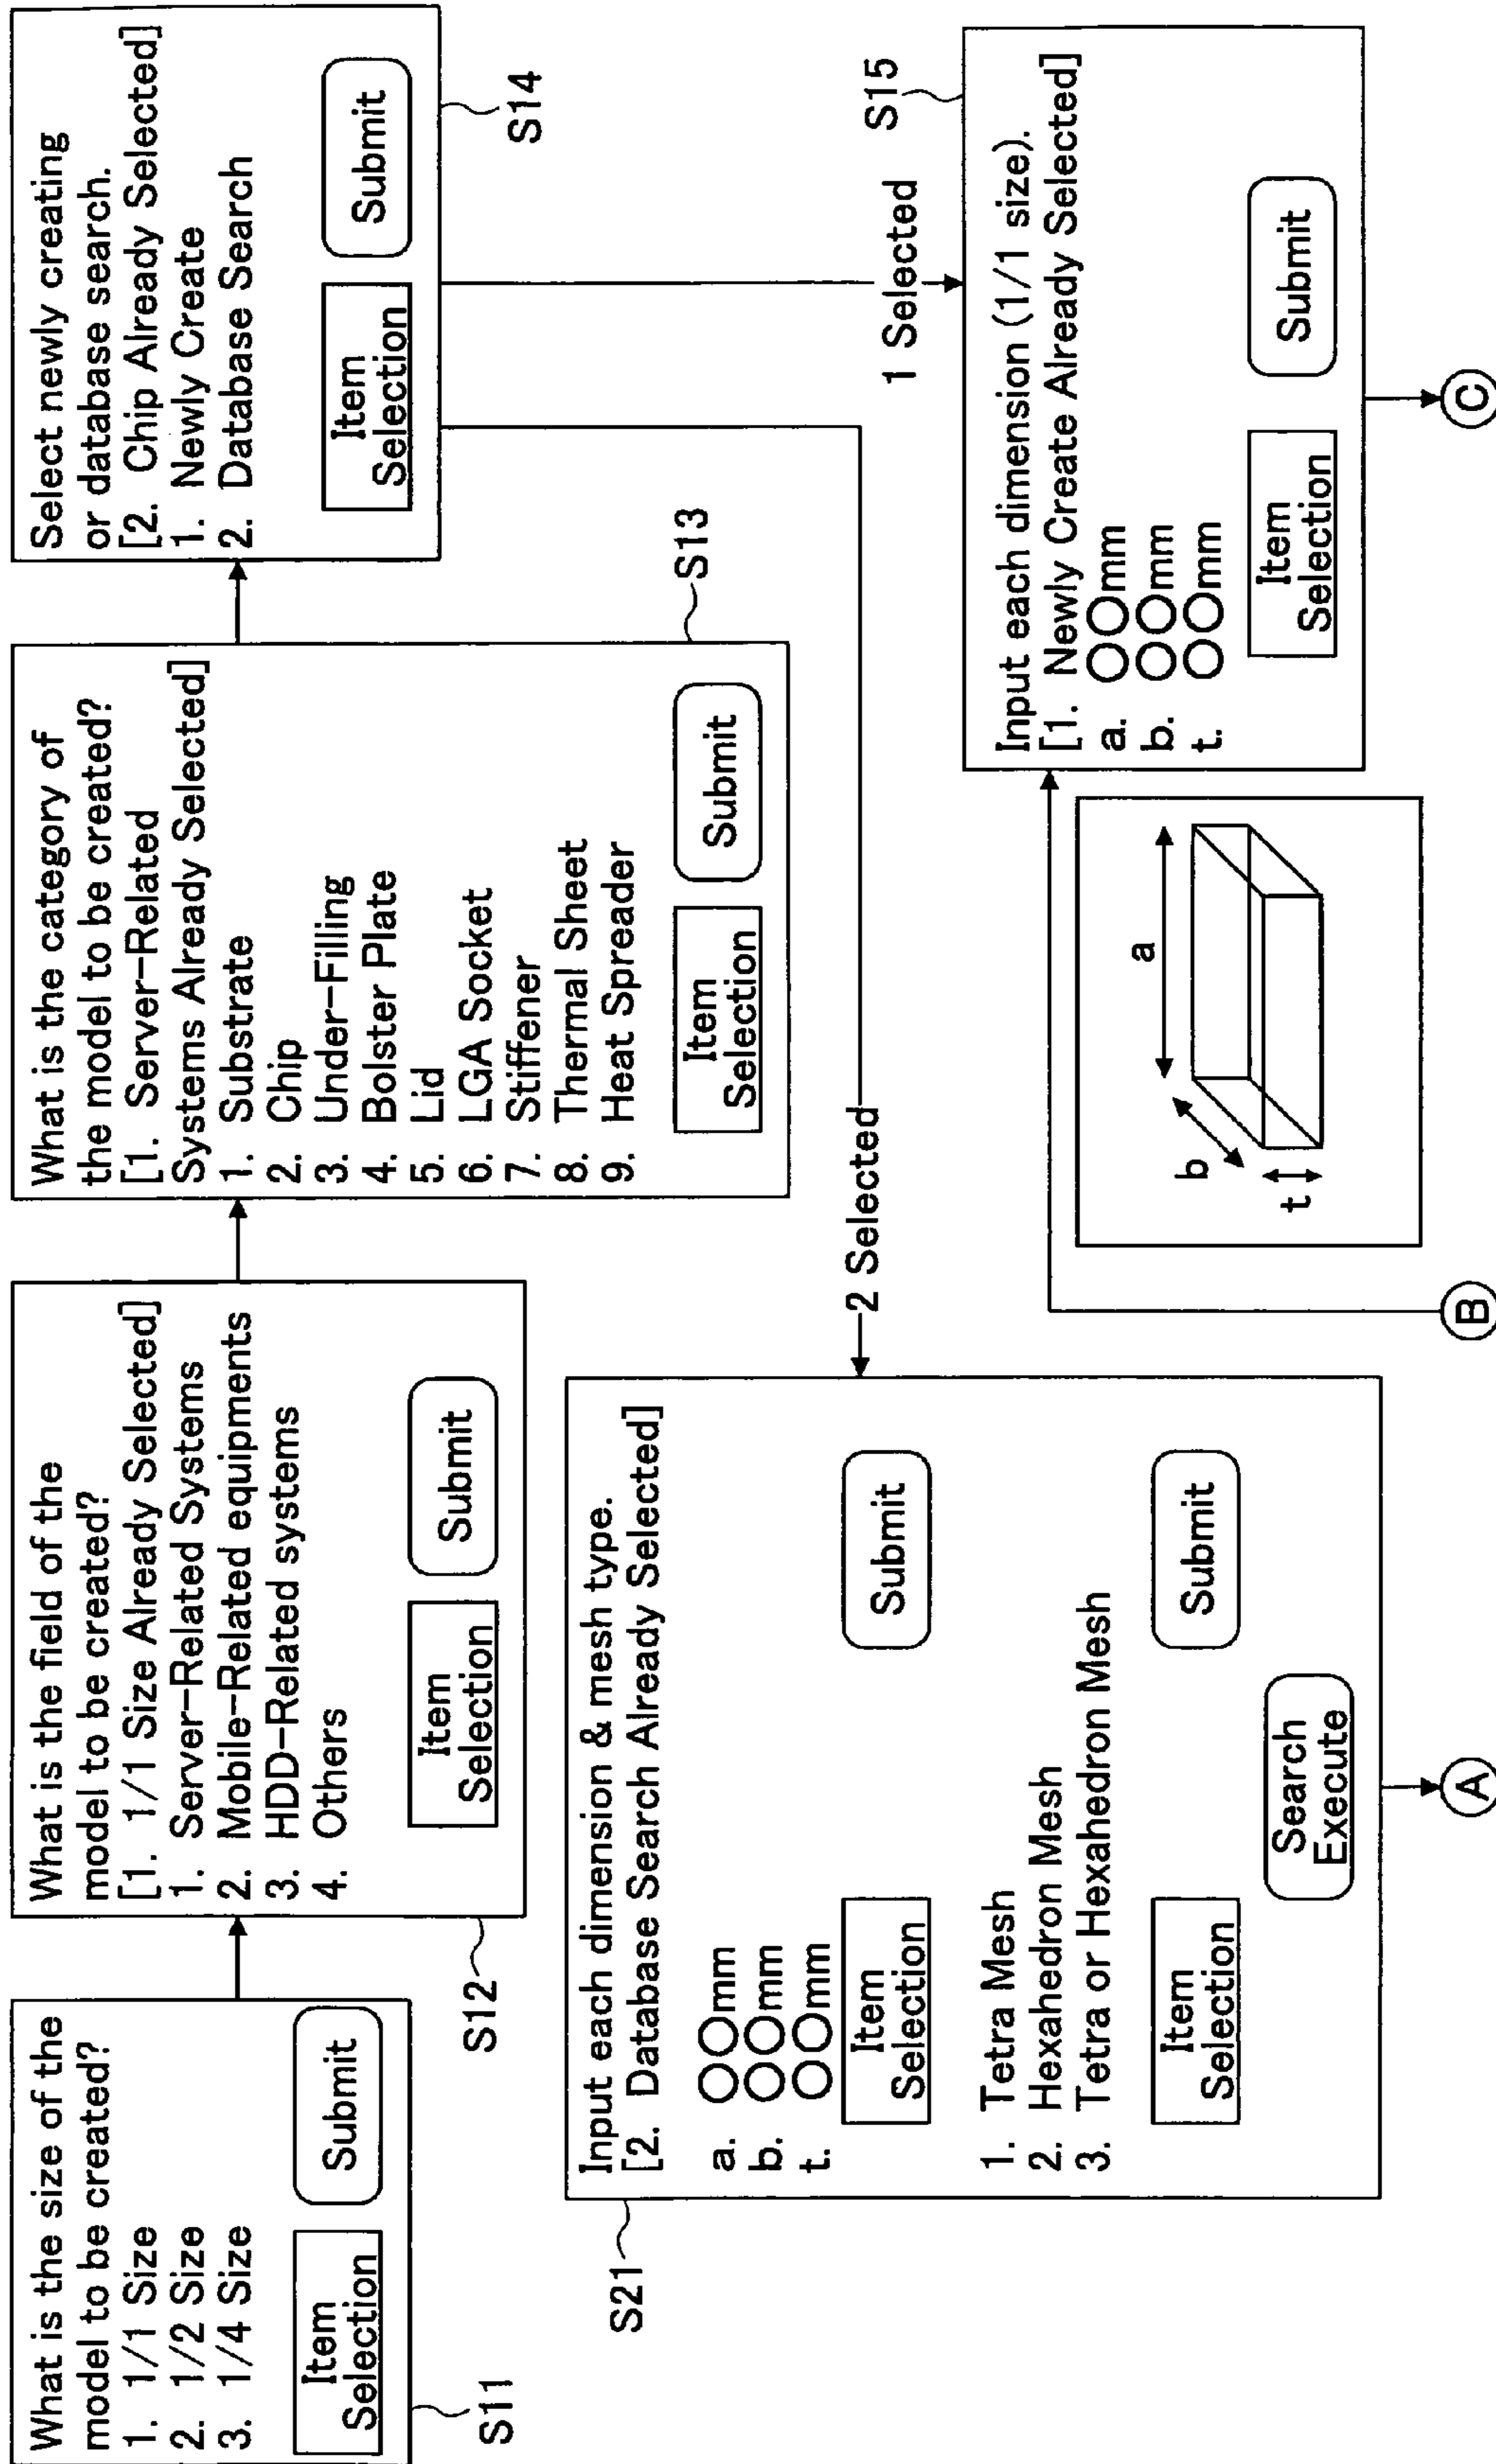 What is the size of the
model to be created?
1. 1/1 Size
2. 1/2 Size
3. 1/4 Size
Item
Selection
Submit
S11
What is the field of the
model to be created?
[1. 1/1 Size Already Selected]
1. Server-Related Systems
2. Mobile-Related equipments
3. HDD-Related systems
4. Others
Item
Selection
Submit
S12
What is the category of
the model to be created?
[1. Server-Related
Systems Already Selected]
1. Substrate
2. Chip
3. Under-Filling
4. Bolster Plate
5. Lid
6. LGA Socket
7. Stiffener
8. Thermal Sheet
9. Heat Spreader
Item
Selection
Submit
S13
Select newly creating
or database search.
[2. Chip Already Selected]
1. Newly Create
2. Database Search
Item
Selection
Submit
S14
2 Selected
1 Selected
S21
Input each dimension & mesh type.
[2. Database Search Already Selected]
a. ○○mm
b. ○○mm
t. ○○mm
Item
Selection
Submit
1. Tetra Mesh
2. Hexahedron Mesh
3. Tetra or Hexahedron Mesh
Item
Selection
Submit
Search
Execute
A
b
a
t
B
S15
Input each dimension (1/1 size).
[1. Newly Create Already Selected]
a. ○○mm
b. ○○mm
t. ○○mm
Item
Selection
Submit
C